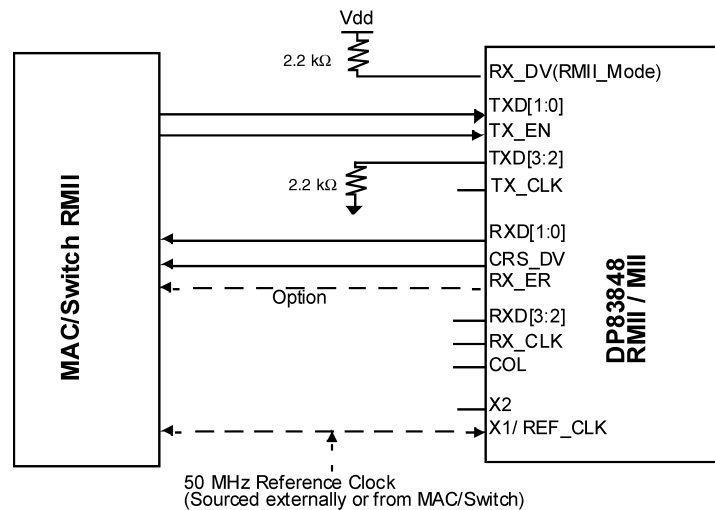 Vdd
2.2 kΩ
RX_DV(RMII_Mode)
TXD[1:0]
TX_EN
TXD[3:2]
2.2 kΩ
TX_CLK
MAC/Switch RMII
RXD[1:0]
CRS_DV
RX_ER
Option
RXD[3:2]
RX_CLK
COL
DP83848
RMII / MII
X2
X1/ REF_CLK
50 MHz Reference Clock
(Sourced externally or from MAC/Switch)